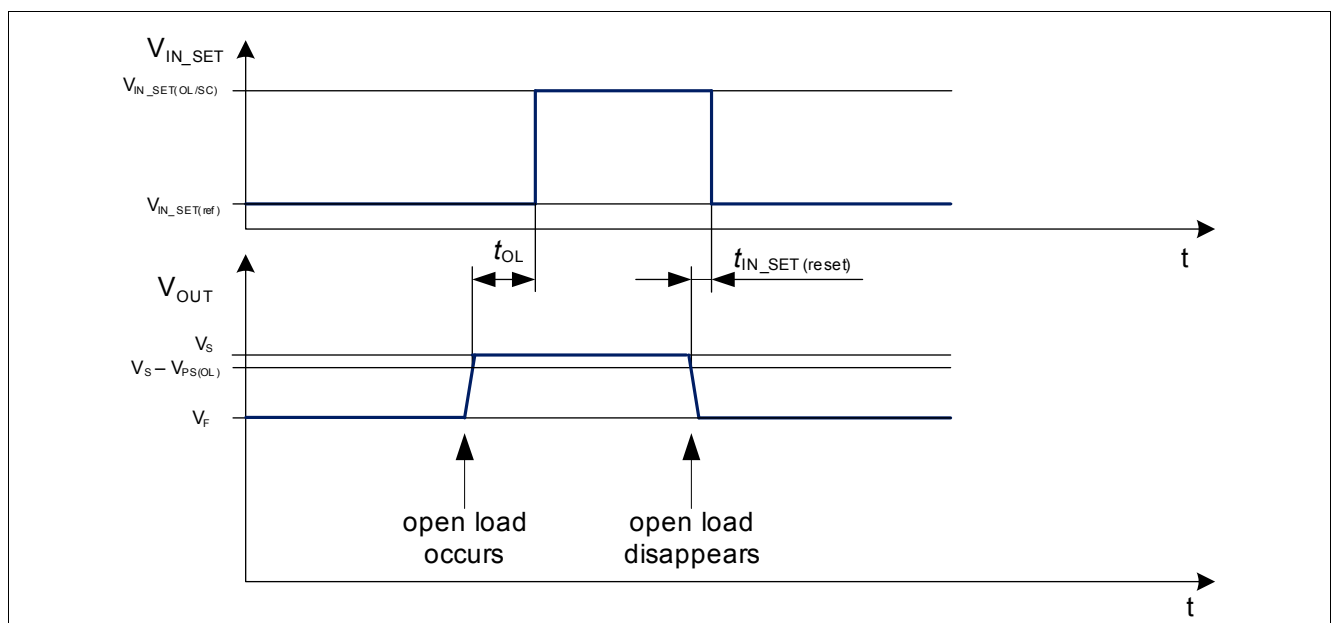 V_IN_SET
V_IN_SET(OL/SC)
V_IN_SET(ref)
t
t_OL
t_IN_SET (reset)
V_OUT
V_S
V_S – V_PS(OL)
V_F
open load
occurs
open load
disappears
t